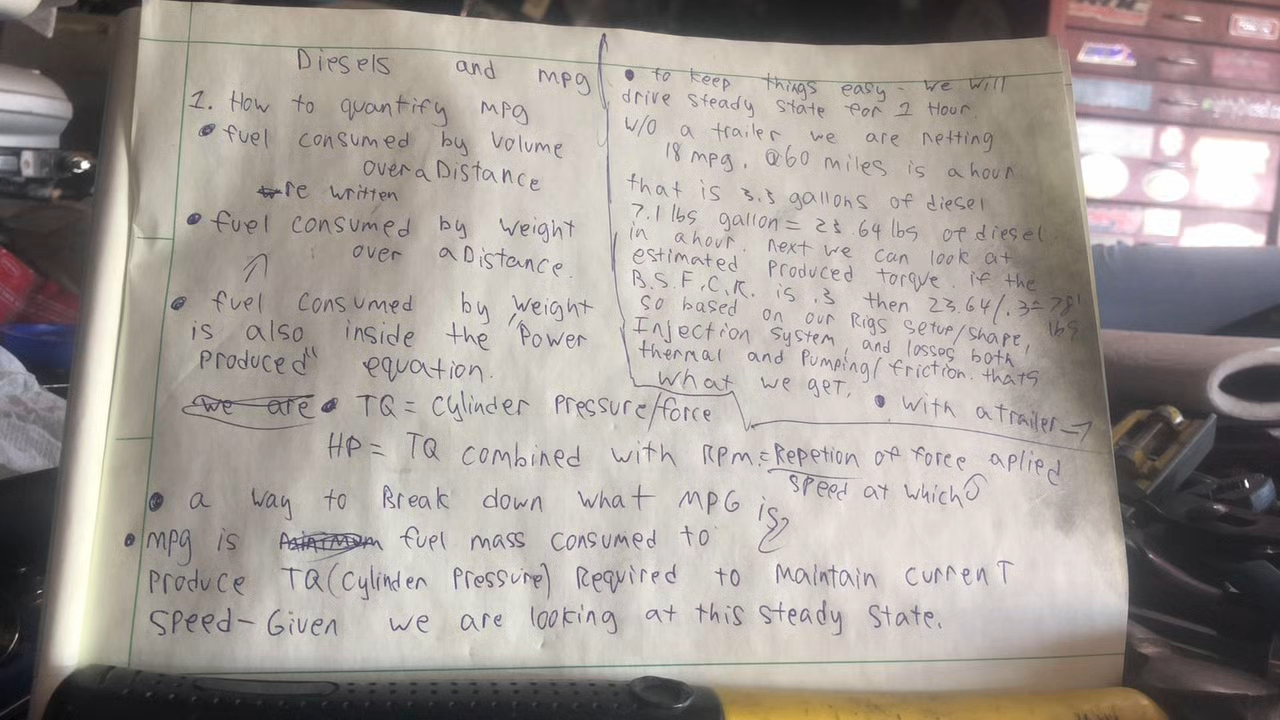 Diesels and mpg
1. How to quantify mpg
• fuel consumed by volume
over a Distance
re written
• fuel consumed by weight
over a Distance.
• fuel consumed by weight
is also inside the "Power
Produced" equation.
we are • TQ = Cylinder Pressure/force
HP = TQ combined with RPM = Repetion of force aplied
speed at which
• a way to Break down what MPG is
• mpg is fuel mass consumed to
Produce TQ (Cylinder Pressure) Required to maintain current
Speed - Given we are looking at this steady state.
• to keep things easy - we will
drive steady state for 1 Hour.
w/o a trailer we are netting
18 mpg. @60 miles is a hour
that is 3.3 gallons of diesel
7.1 lbs gallon = 23.64 lbs of diesel
in a hour. next we can look at
estimated produced torque. if the
B.S.F.C.R. is .3 then 23.64/.3=78
lbs
so based on our Rigs setup/shape,
Injection system, and losses both
thermal and Pumping/friction. thats
what we get.
• with a trailer →